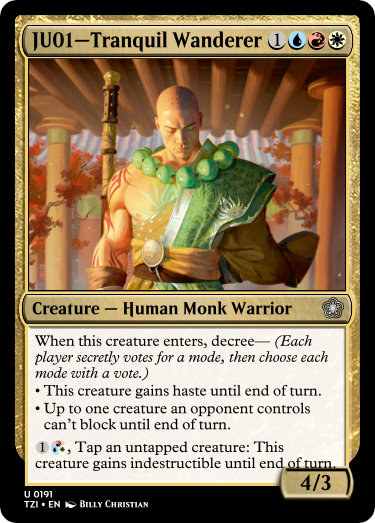 JU01—Tranquil Wanderer 1
Creature — Human Monk Warrior
When this creature enters, decree— (Each
player secretly votes for a mode, then choose each
mode with a vote.)
• This creature gains haste until end of turn.
• Up to one creature an opponent controls
can’t block until end of turn.
1, Tap an untapped creature: This
creature gains indestructible until end of turn.
4/3
U 0191
TZI • EN Billy Christian